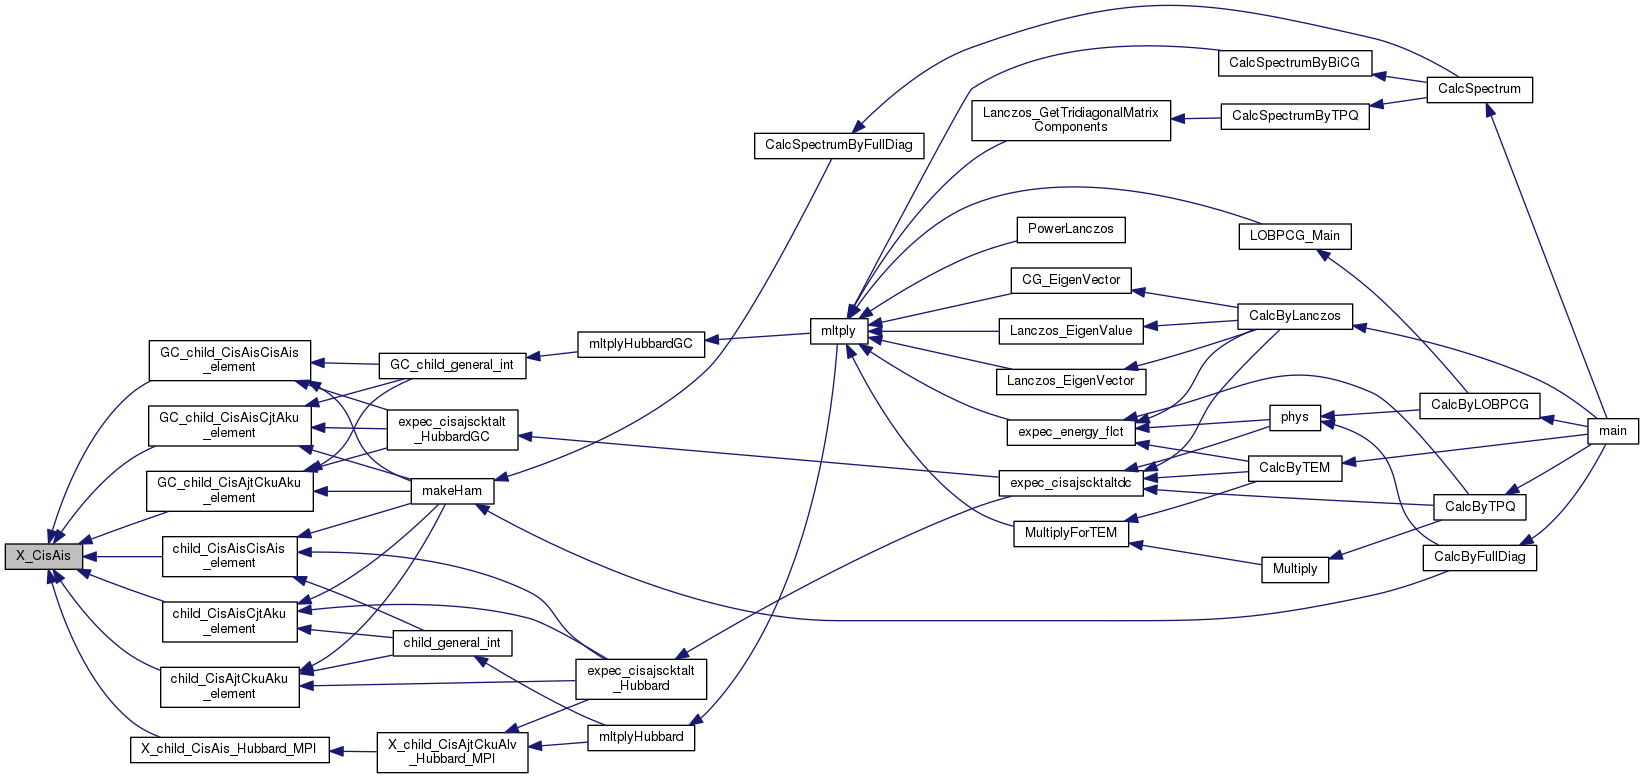 X_CisAis
GC_child_CisAisCisAis
_element
GC_child_CisAisCjtAku
_element
GC_child_CisAjtCkuAku
_element
child_CisAisCisAis
_element
child_CisAisCjtAku
_element
child_CisAjtCkuAku
_element
X_child_CisAis_Hubbard_MPI
GC_child_general_int
expec_cisajscktalt
_HubbardGC
makeHam
child_general_int
X_child_CisAjtCkuAlv
_Hubbard_MPI
mltplyHubbardGC
expec_cisajscktalt
_Hubbard
mltplyHubbard
CalcSpectrumByFullDiag
mltply
Lanczos_GetTridiagonalMatrix
Components
PowerLanczos
CG_EigenVector
Lanczos_EigenValue
Lanczos_EigenVector
expec_energy_flct
expec_cisajscktaltdc
MultiplyForTEM
CalcSpectrumByBiCG
CalcSpectrumByTPQ
LOBPCG_Main
CalcByLanczos
phys
CalcByTEM
Multiply
CalcSpectrum
CalcByLOBPCG
CalcByTPQ
CalcByFullDiag
main